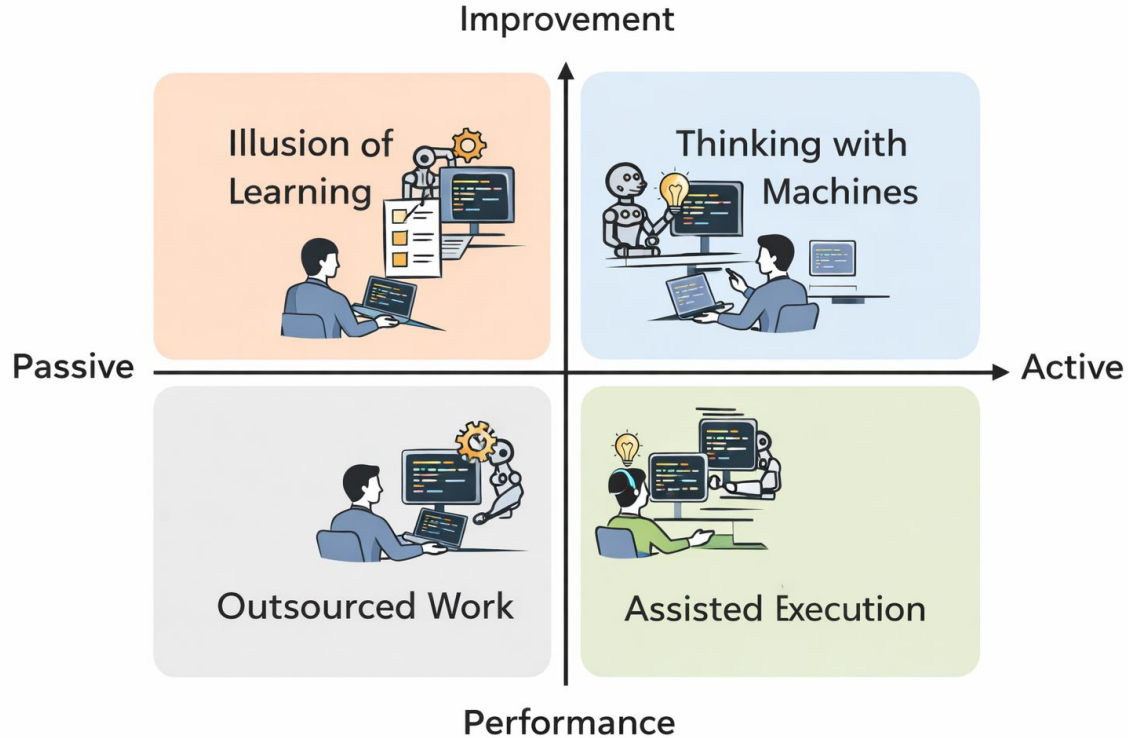 Improvement
Illusion of
Learning
Thinking with
Machines
Passive
Active
Outsourced Work
Assisted Execution
Performance